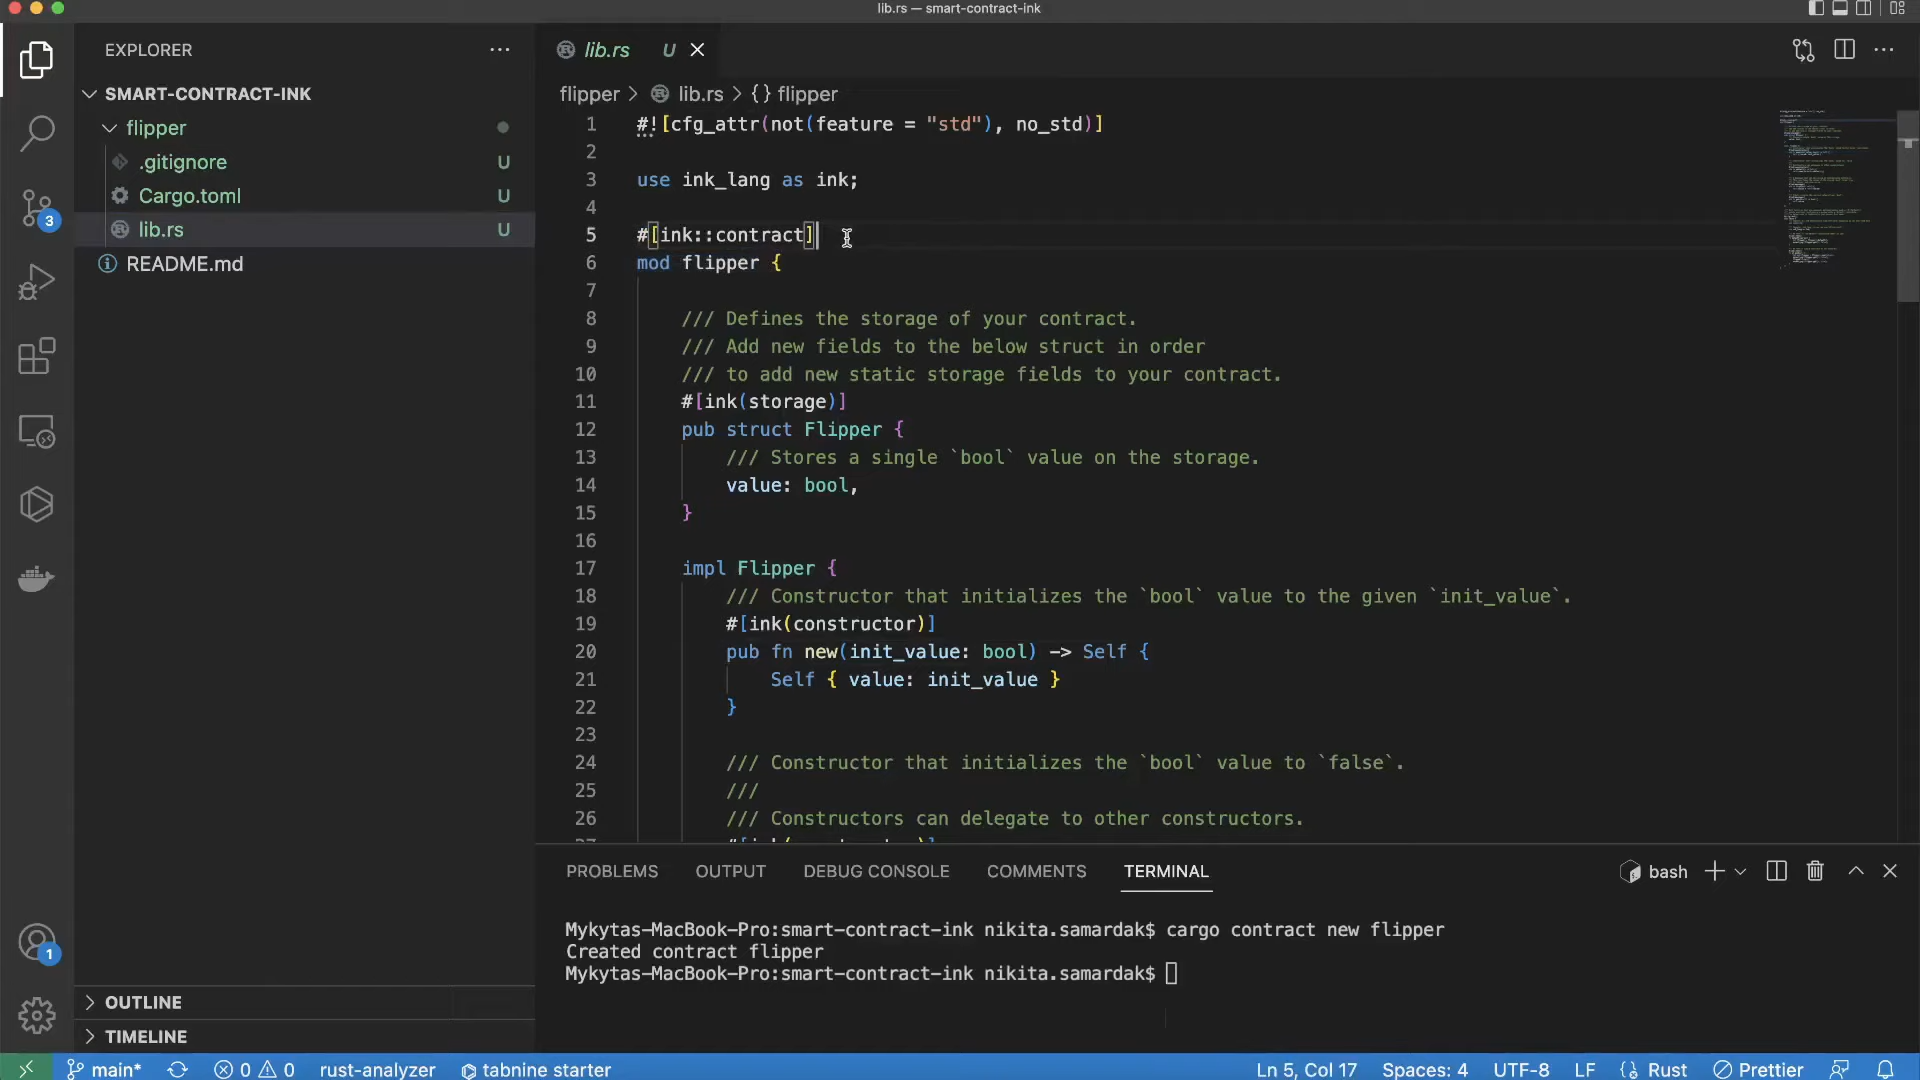 lib.rs — smart-contract-ink
EXPLORER
SMART-CONTRACT-INK
flipper
.gitignore U
Cargo.toml U
lib.rs U
README.md
3
1
OUTLINE
TIMELINE
lib.rs U
flipper > lib.rs > {} flipper
1 #![cfg_attr(not(feature = "std"), no_std)]
2
3 use ink_lang as ink;
4
5 #[ink::contract]
6 mod flipper {
7
8 /// Defines the storage of your contract.
9 /// Add new fields to the below struct in order
10 /// to add new static storage fields to your contract.
11 #[ink(storage)]
12 pub struct Flipper {
13 /// Stores a single `bool` value on the storage.
14 value: bool,
15 }
16
17 impl Flipper {
18 /// Constructor that initializes the `bool` value to the given `init_value`.
19 #[ink(constructor)]
20 pub fn new(init_value: bool) -> Self {
21 Self { value: init_value }
22 }
23
24 /// Constructor that initializes the `bool` value to `false`.
25 ///
26 /// Constructors can delegate to other constructors.
PROBLEMS OUTPUT DEBUG CONSOLE COMMENTS TERMINAL
bash
Mykytas-MacBook-Pro:smart-contract-ink nikita.samardak$ cargo contract new flipper
Created contract flipper
Mykytas-MacBook-Pro:smart-contract-ink nikita.samardak$
main* 0 0 rust-analyzer tabnine starter Ln 5, Col 17 Spaces: 4 UTF-8 LF Rust Prettier